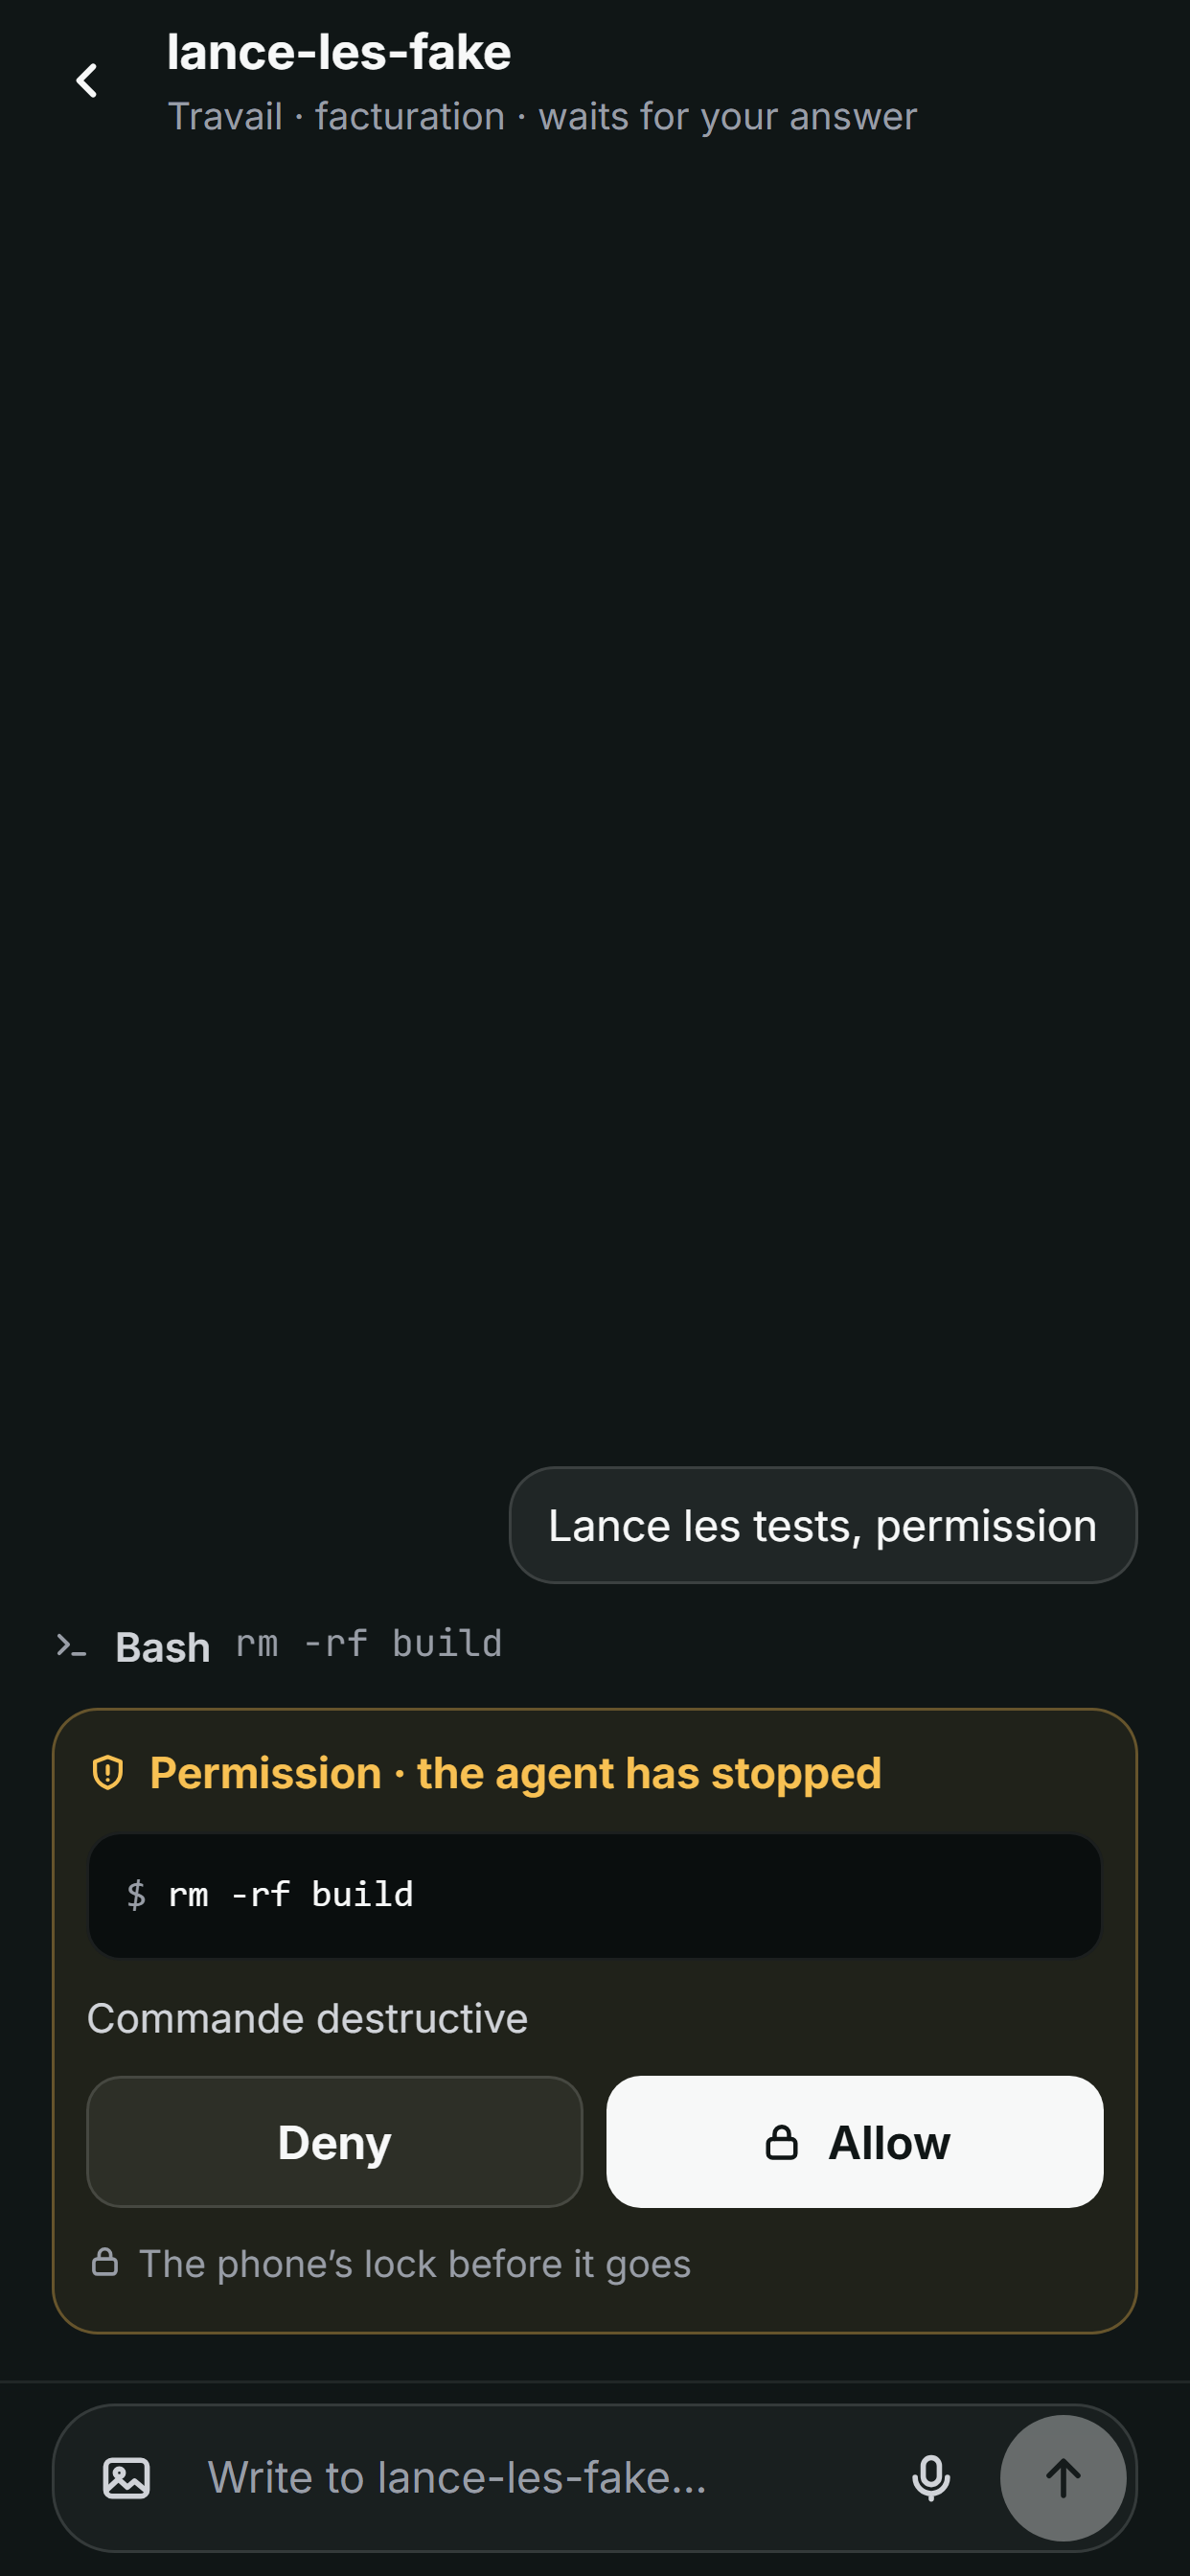 lance-les-fake
Travail · facturation · waits for your answer
Lance les tests, permission
Bash rm -rf build
Permission · the agent has stopped
$ rm -rf build
Commande destructive
Deny
Allow
The phone’s lock before it goes
Write to lance-les-fake...